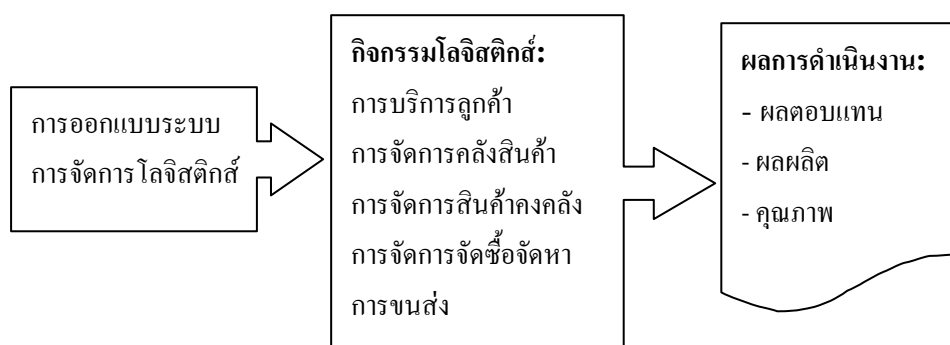 การออกแบบระบบ
การจัดการโลจิสติกส์
กิจกรรมโลจิสติกส์:
การบริการลูกค้า
การจัดการคลังสินค้า
การจัดการสินค้าคงคลัง
การจัดการจัดซื้อจัดหา
การขนส่ง
ผลการดำเนินงาน:
- ผลตอบแทน
- ผลผลิต
- คุณภาพ